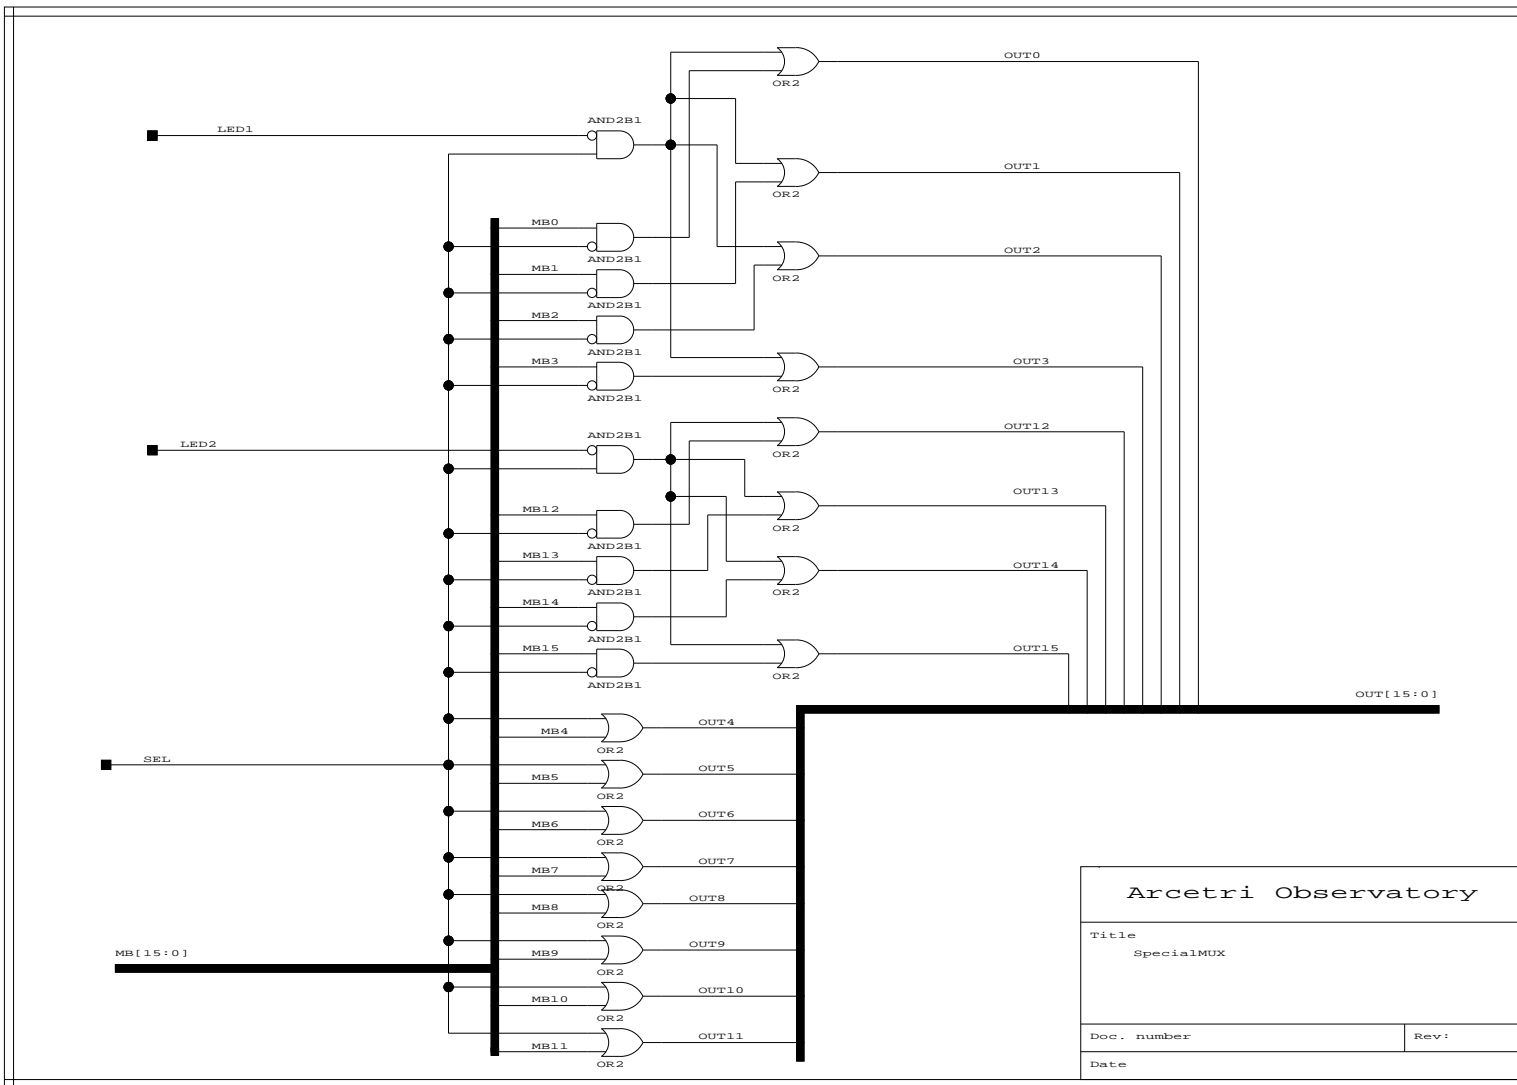 OUT0
OR2
AND2B1
LED1
OUT1
OR2
MB0
AND2B1
OUT2
OR2
MB1
AND2B1
MB2
AND2B1
MB3
AND2B1
OUT3
OR2
LED2
AND2B1
OUT12
OR2
OUT13
OR2
MB12
AND2B1
MB13
AND2B1
OUT14
OR2
MB14
AND2B1
MB15
AND2B1
OUT15
OR2
OUT[15:0]
MB4
OR2
OUT4
SEL
MB5
OR2
OUT5
MB6
OR2
OUT6
MB7
OR2
OUT7
MB8
OR2
OUT8
MB[15:0]
MB9
OR2
OUT9
MB10
OR2
OUT10
MB11
OR2
OUT11
Arcetri Observatory
Title
SpecialMUX
Doc. number
Rev:
Date